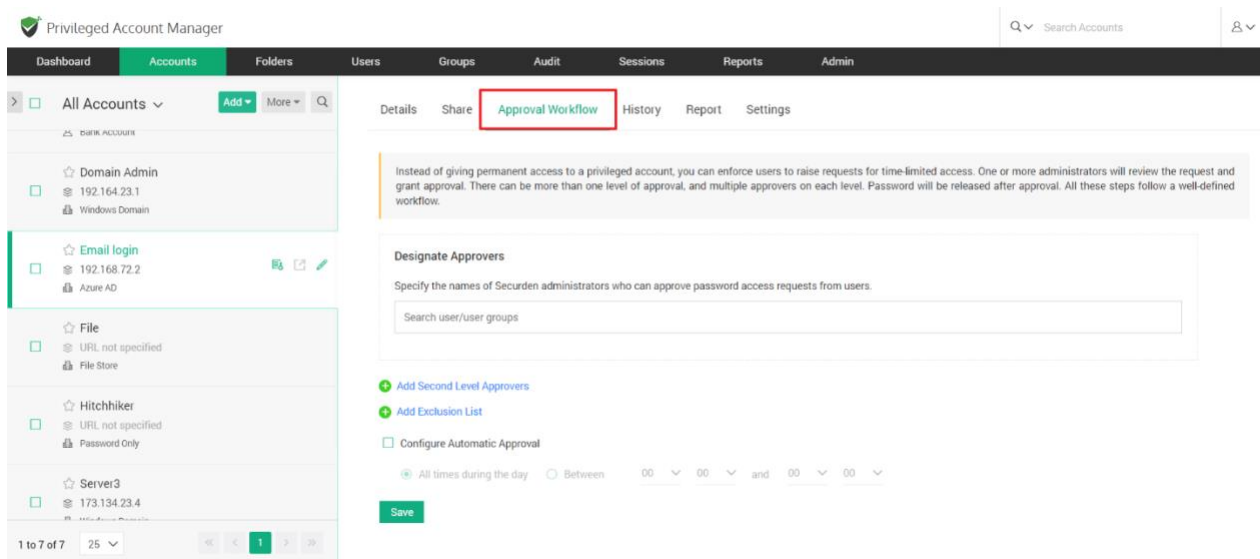 Privileged Account Manager
Search Accounts
Dashboard Accounts Folders Users Groups Audit Sessions Reports Admin
All Accounts Add More
Bank Account
Domain Admin
192.164.23.1
Windows Domain
Email login
192.168.72.2
Azure AD
File
URL not specified
File Store
Hitchhiker
URL not specified
Password Only
Server3
173.134.23.4
Windows Domain
1 to 7 of 7 25 « < 1 > »
Details Share Approval Workflow History Report Settings
Instead of giving permanent access to a privileged account, you can enforce users to raise requests for time-limited access. One or more administrators will review the request and
grant approval. There can be more than one level of approval, and multiple approvers on each level. Password will be released after approval. All these steps follow a well-defined
workflow.
Designate Approvers
Specify the names of Securden administrators who can approve password access requests from users.
Search user/user groups
Add Second Level Approvers
Add Exclusion List
Configure Automatic Approval
All times during the day Between 00 00 and 00 00
Save